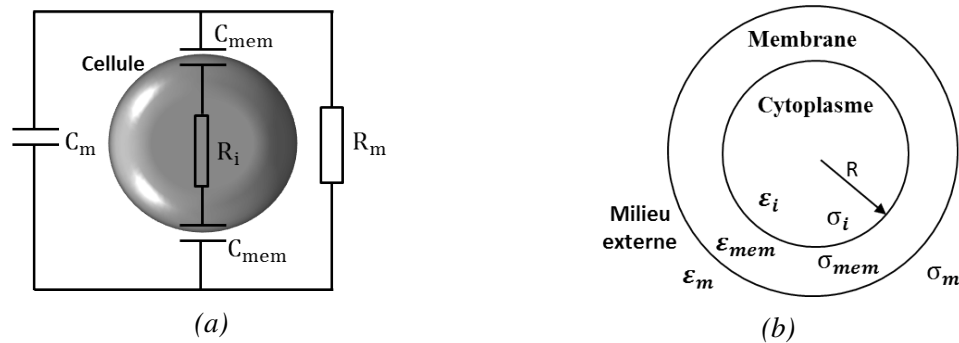 C_mem
Cellule
C_m
R_i
R_m
C_mem
(a)
Membrane
Cytoplasme
R
ε_i
σ_i
Milieu
externe
ε_mem
σ_mem
ε_m
σ_m
(b)